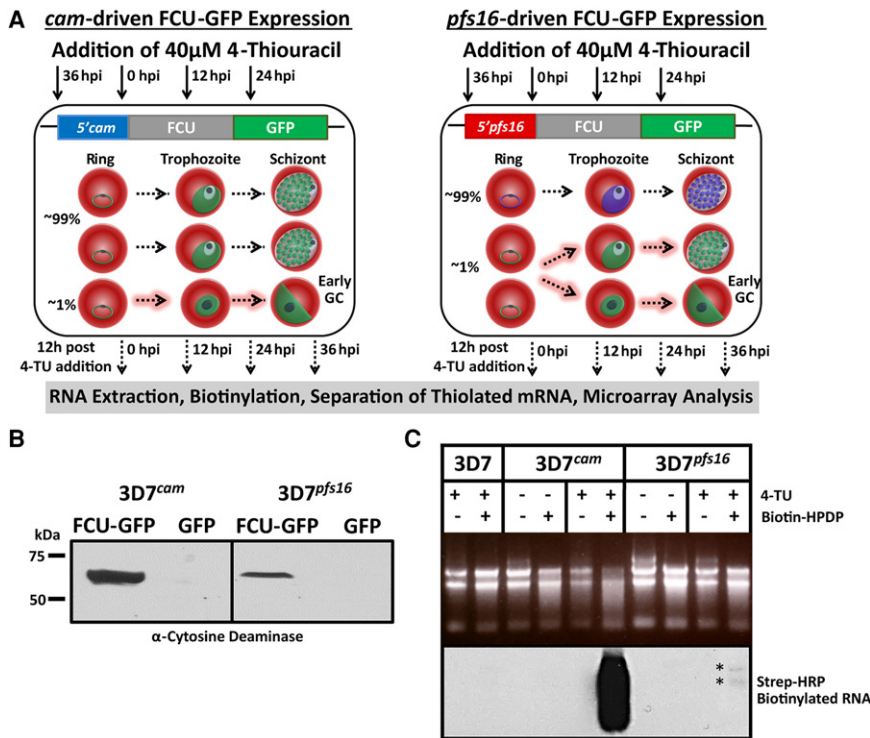 A
cam-driven FCU-GFP Expression
Addition of 40µM 4-Thiouracil
36 hpi 0 hpi 12 hpi 24 hpi
5'cam FCU GFP
Ring Trophozoite Schizont
~99%
~1%
Early
GC
12h post
4-TU addition
0 hpi 12 hpi 24 hpi 36 hpi
pfs16-driven FCU-GFP Expression
Addition of 40µM 4-Thiouracil
36 hpi 0 hpi 12 hpi 24 hpi
5'pfs16 FCU GFP
Ring Trophozoite Schizont
~99%
~1%
Early
GC
12h post
4-TU addition
0 hpi 12 hpi 24 hpi 36 hpi
RNA Extraction, Biotinylation, Separation of Thiolated mRNA, Microarray Analysis
B
3D7cam 3D7pfs16
FCU-GFP GFP FCU-GFP GFP
kDa
75
50
α-Cytosine Deaminase
C
3D7 3D7cam 3D7pfs16
+ + - - + + - - + + 4-TU
- + - + - + - + - + Biotin-HPDP
*
*
Strep-HRP
Biotinylated RNA